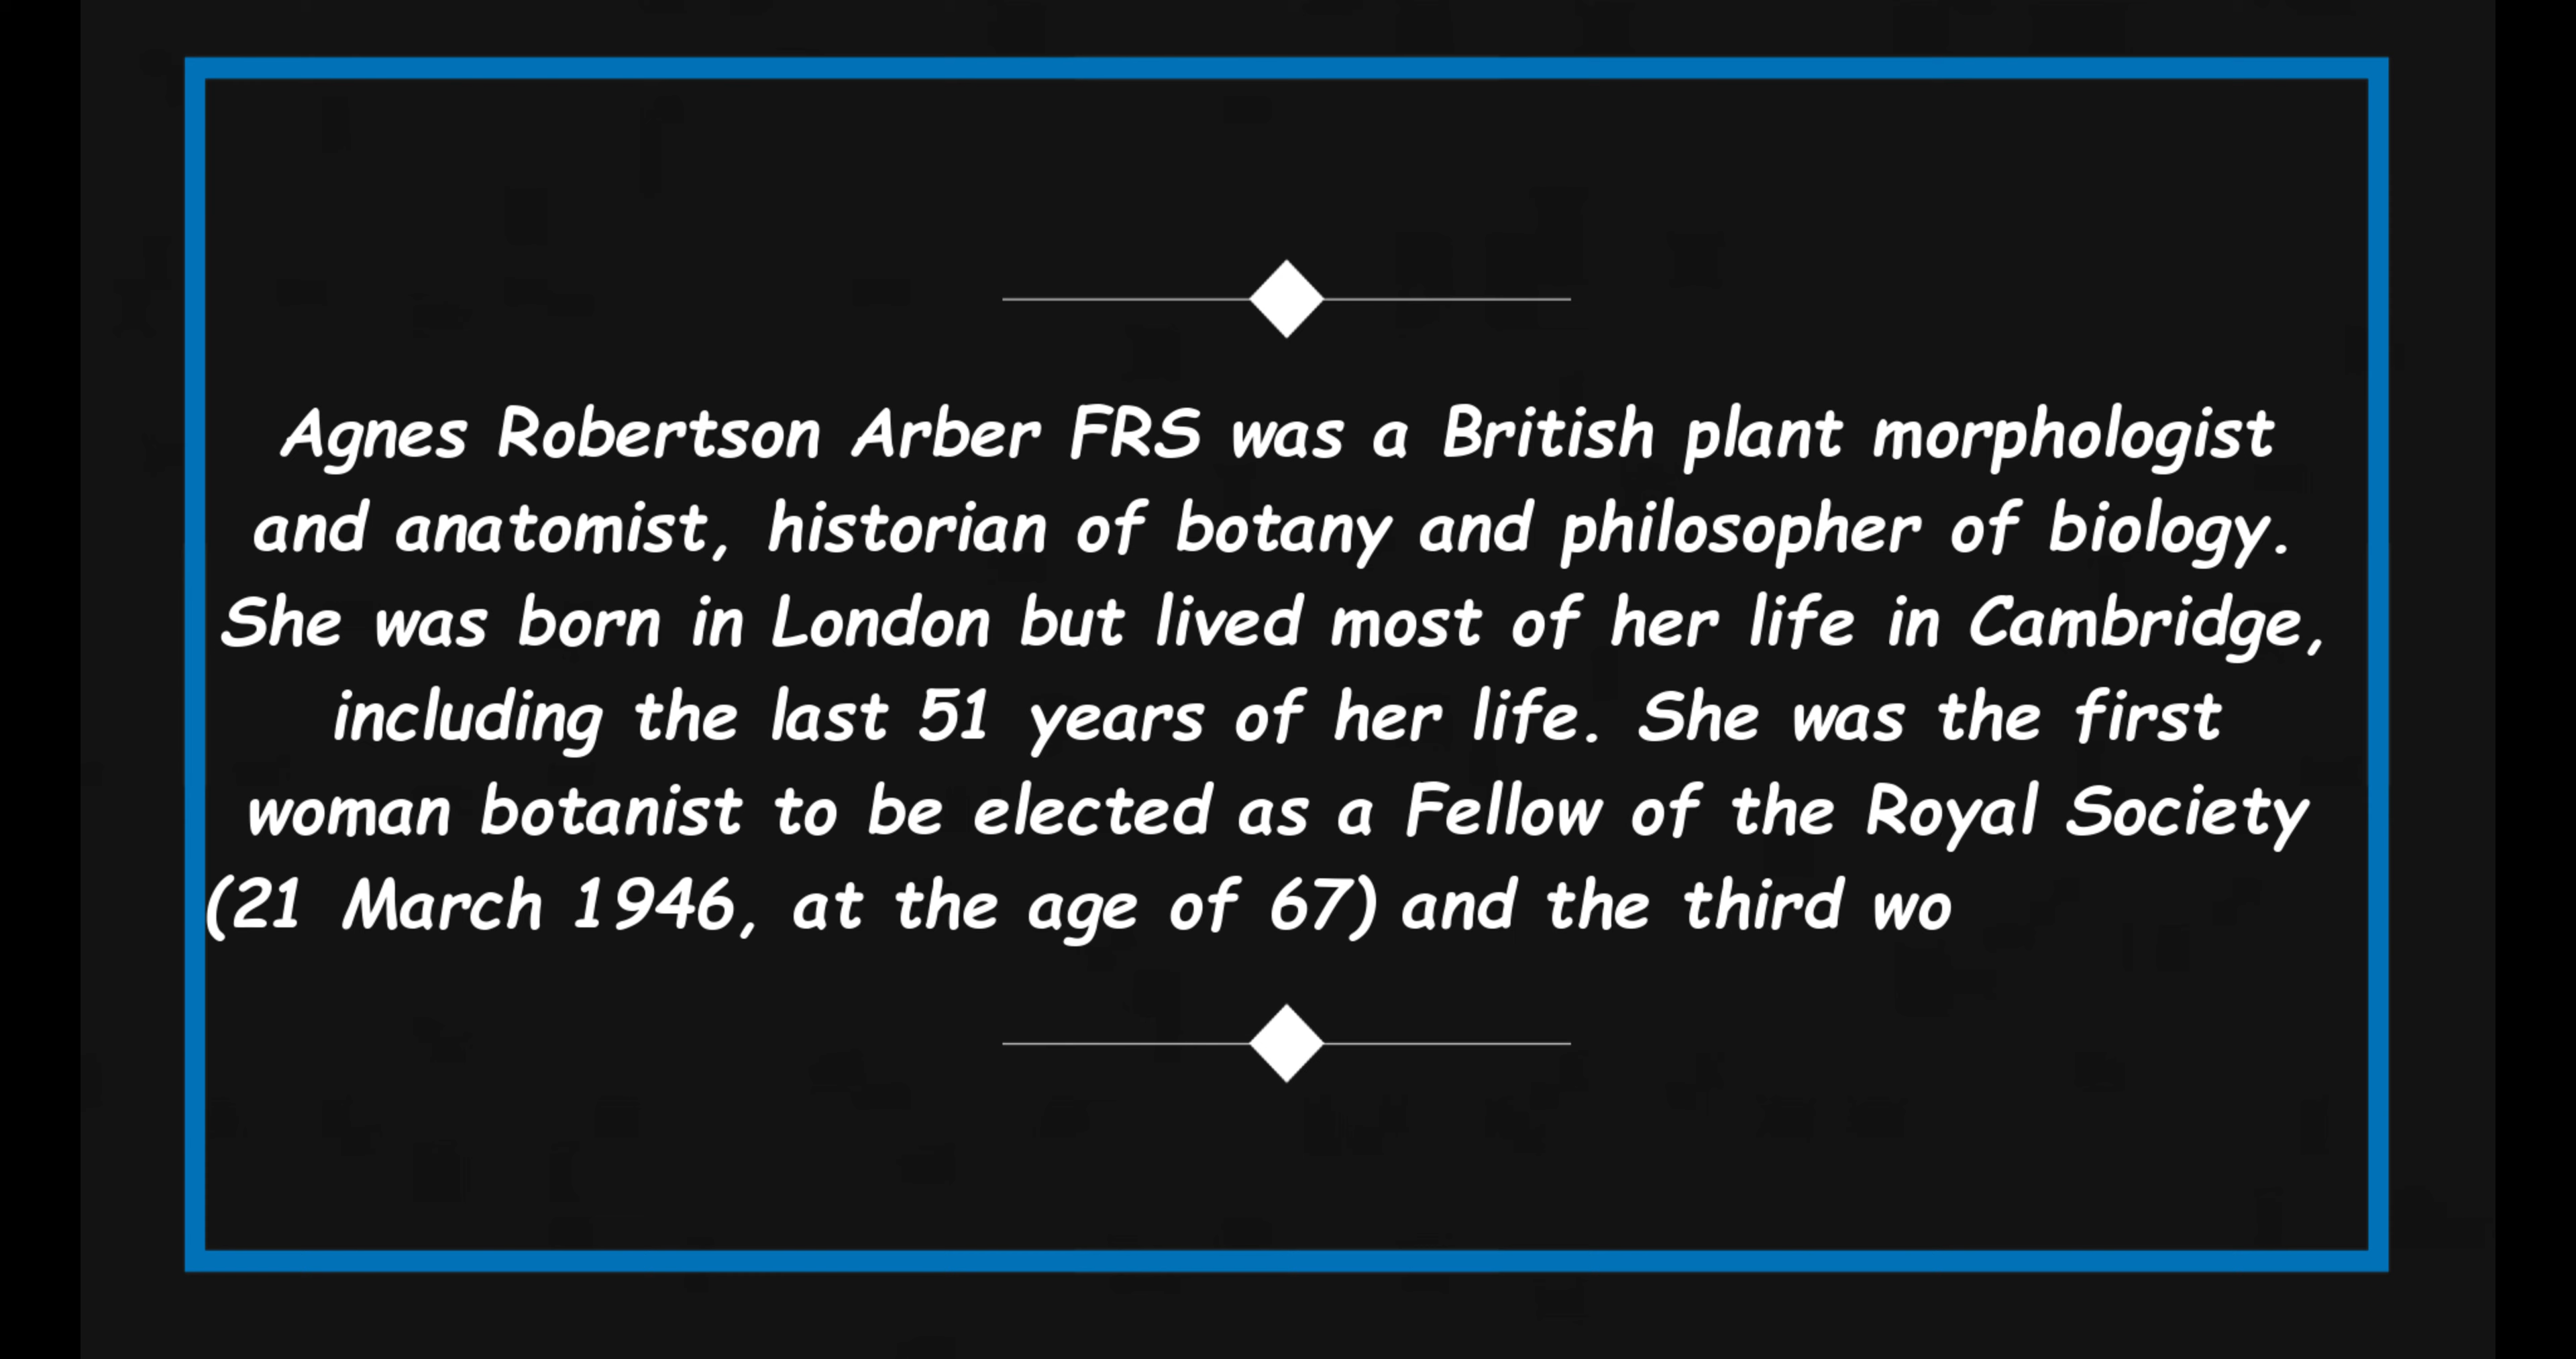 Agnes Robertson Arber FRS was a British plant morphologist
and anatomist, historian of botany and philosopher of biology.
She was born in London but lived most of her life in Cambridge,
including the last 51 years of her life. She was the first
woman botanist to be elected as a Fellow of the Royal Society
(21 March 1946, at the age of 67) and the third wo